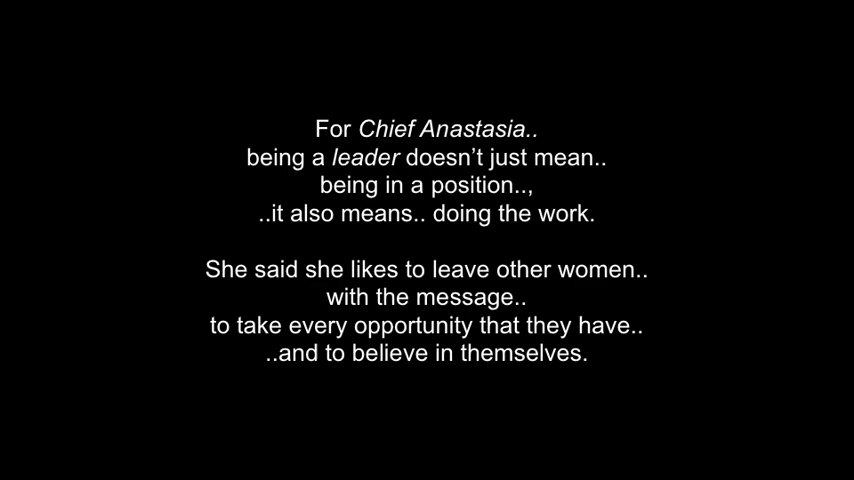 For Chief Anastasia..
being a leader doesn’t just mean..
being in a position..,
..it also means.. doing the work.
She said she likes to leave other women..
with the message..
to take every opportunity that they have..
..and to believe in themselves.